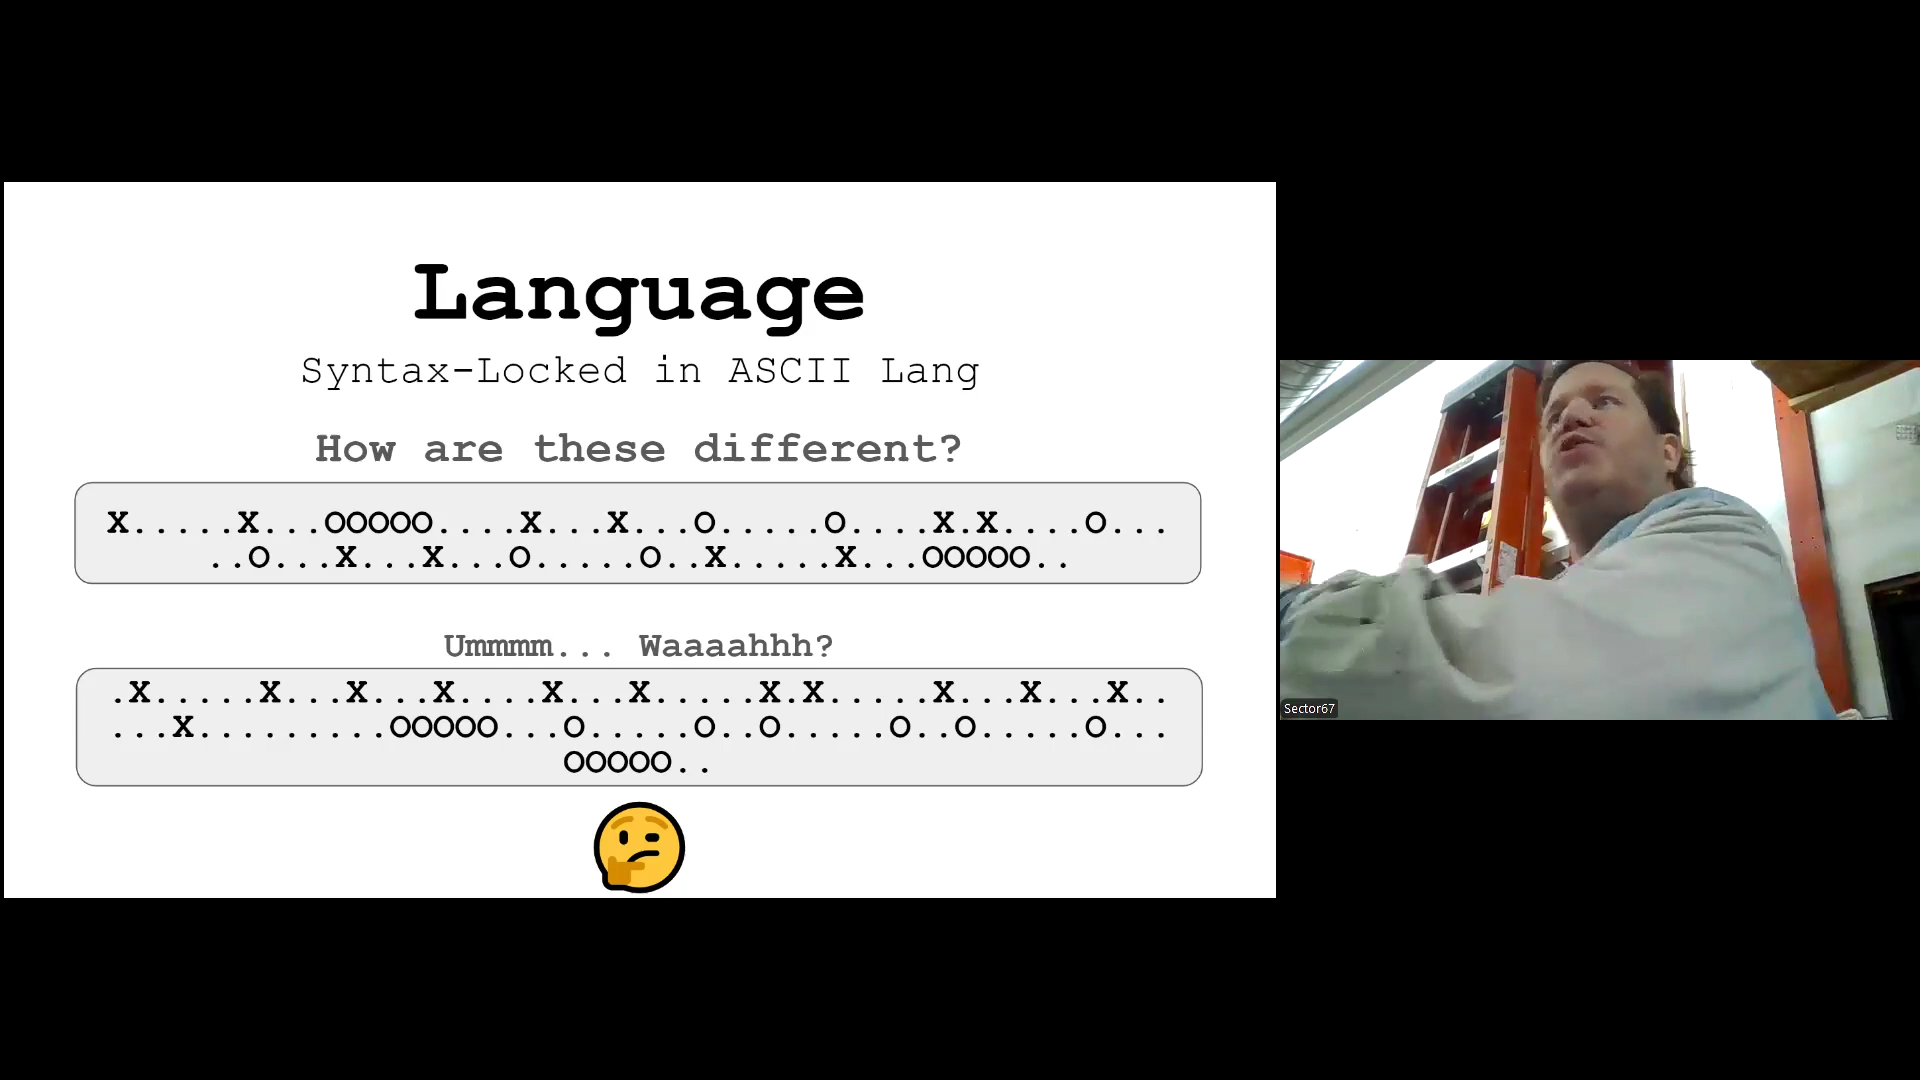 Language
Syntax-Locked in ASCII Lang
How are these different?
X.....X...OOOOO....X...X...O.....O....X.X....O...
..O...X...X...O.....O..X.....X...OOOOO..
Ummmm... Waaaahhh?
.X.....X...X...X....X...X.....X.X.....X...X...X..
...X.........OOOOO...O.....O..O.....O..O.....O...
OOOOO..
Sector67